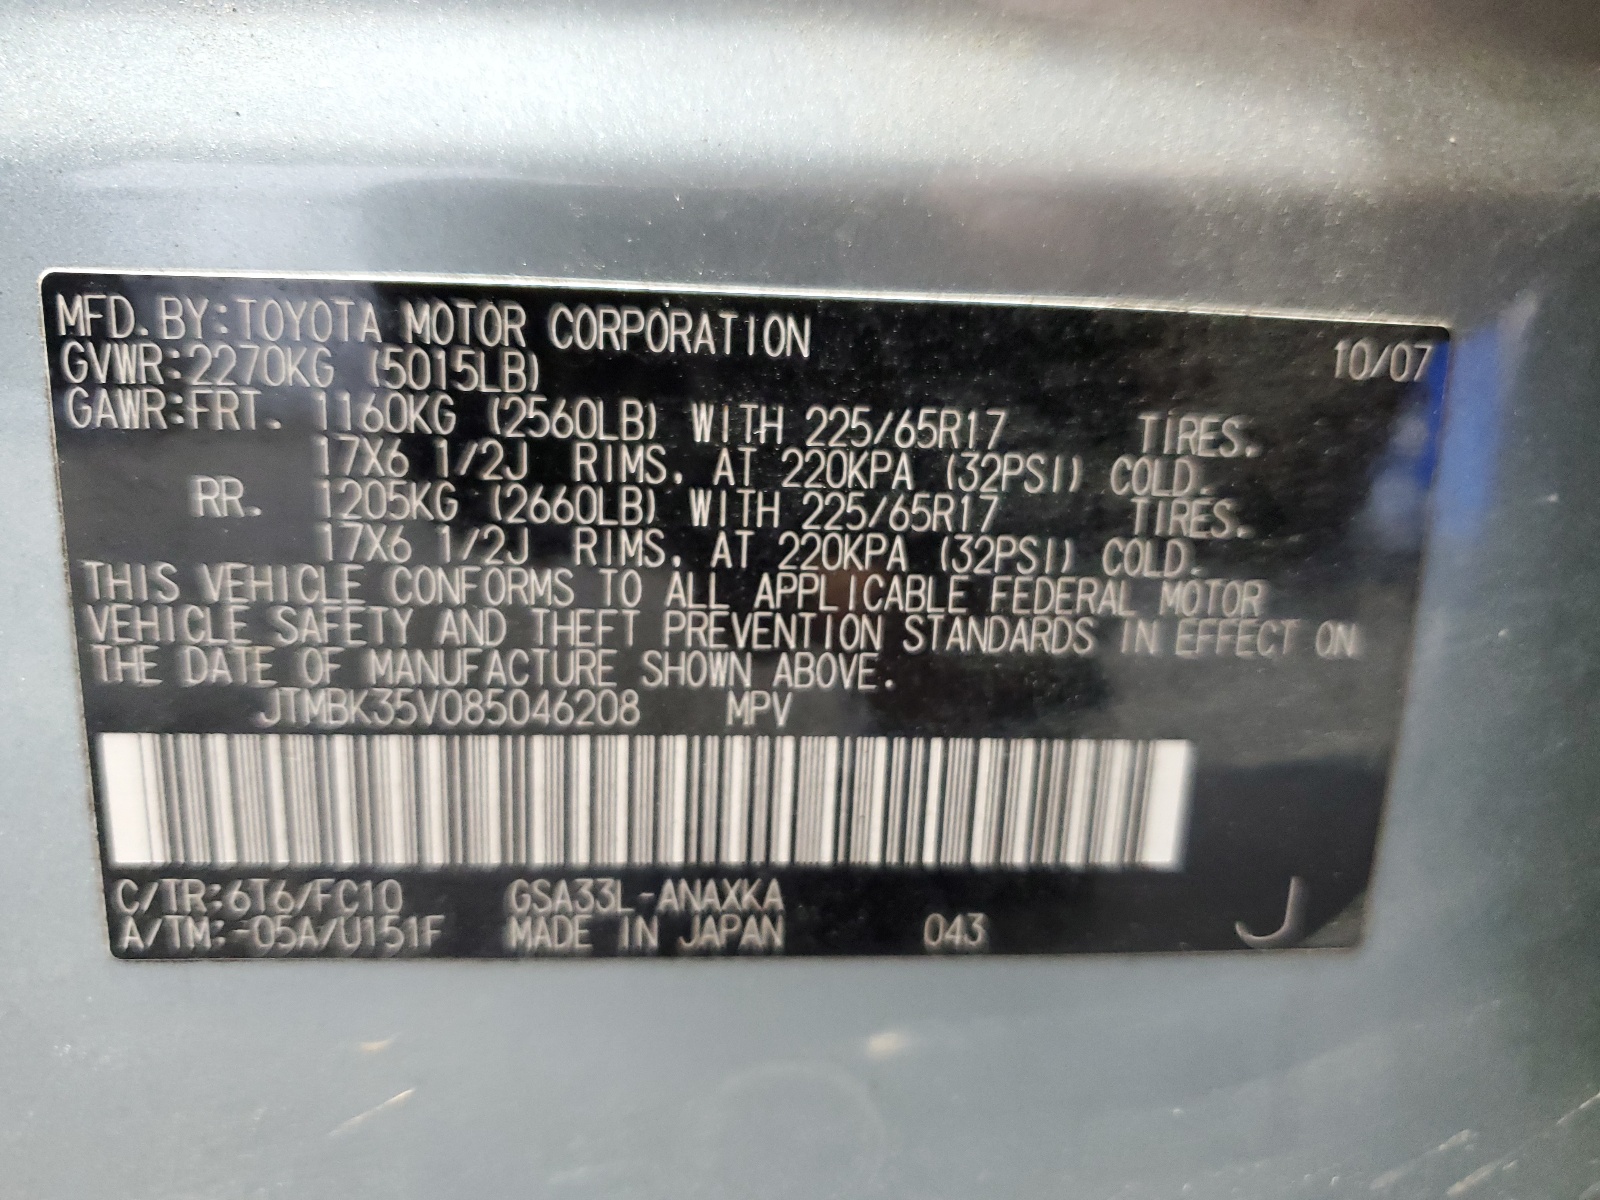 MFD. BY: TOYOTA MOTOR CORPORATION 10/07
GVWR: 2270KG (5015LB)
GAWR: FRT. 1160KG (2560LB) WITH 225/65R17 TIRES.
17X6 1/2J RIMS, AT 220KPA (32PSI) COLD.
RR. 1205KG (2660LB) WITH 225/65R17 TIRES.
17X6 1/2J RIMS, AT 220KPA (32PSI) COLD.
THIS VEHICLE CONFORMS TO ALL APPLICABLE FEDERAL MOTOR
VEHICLE SAFETY AND THEFT PREVENTION STANDARDS IN EFFECT ON
THE DATE OF MANUFACTURE SHOWN ABOVE.
JTMBK35V085046208 MPV
C/TR: 6T6/FC10 GSA33L-ANAXKA
A/TM: -05A/U151F MADE IN JAPAN 043 J